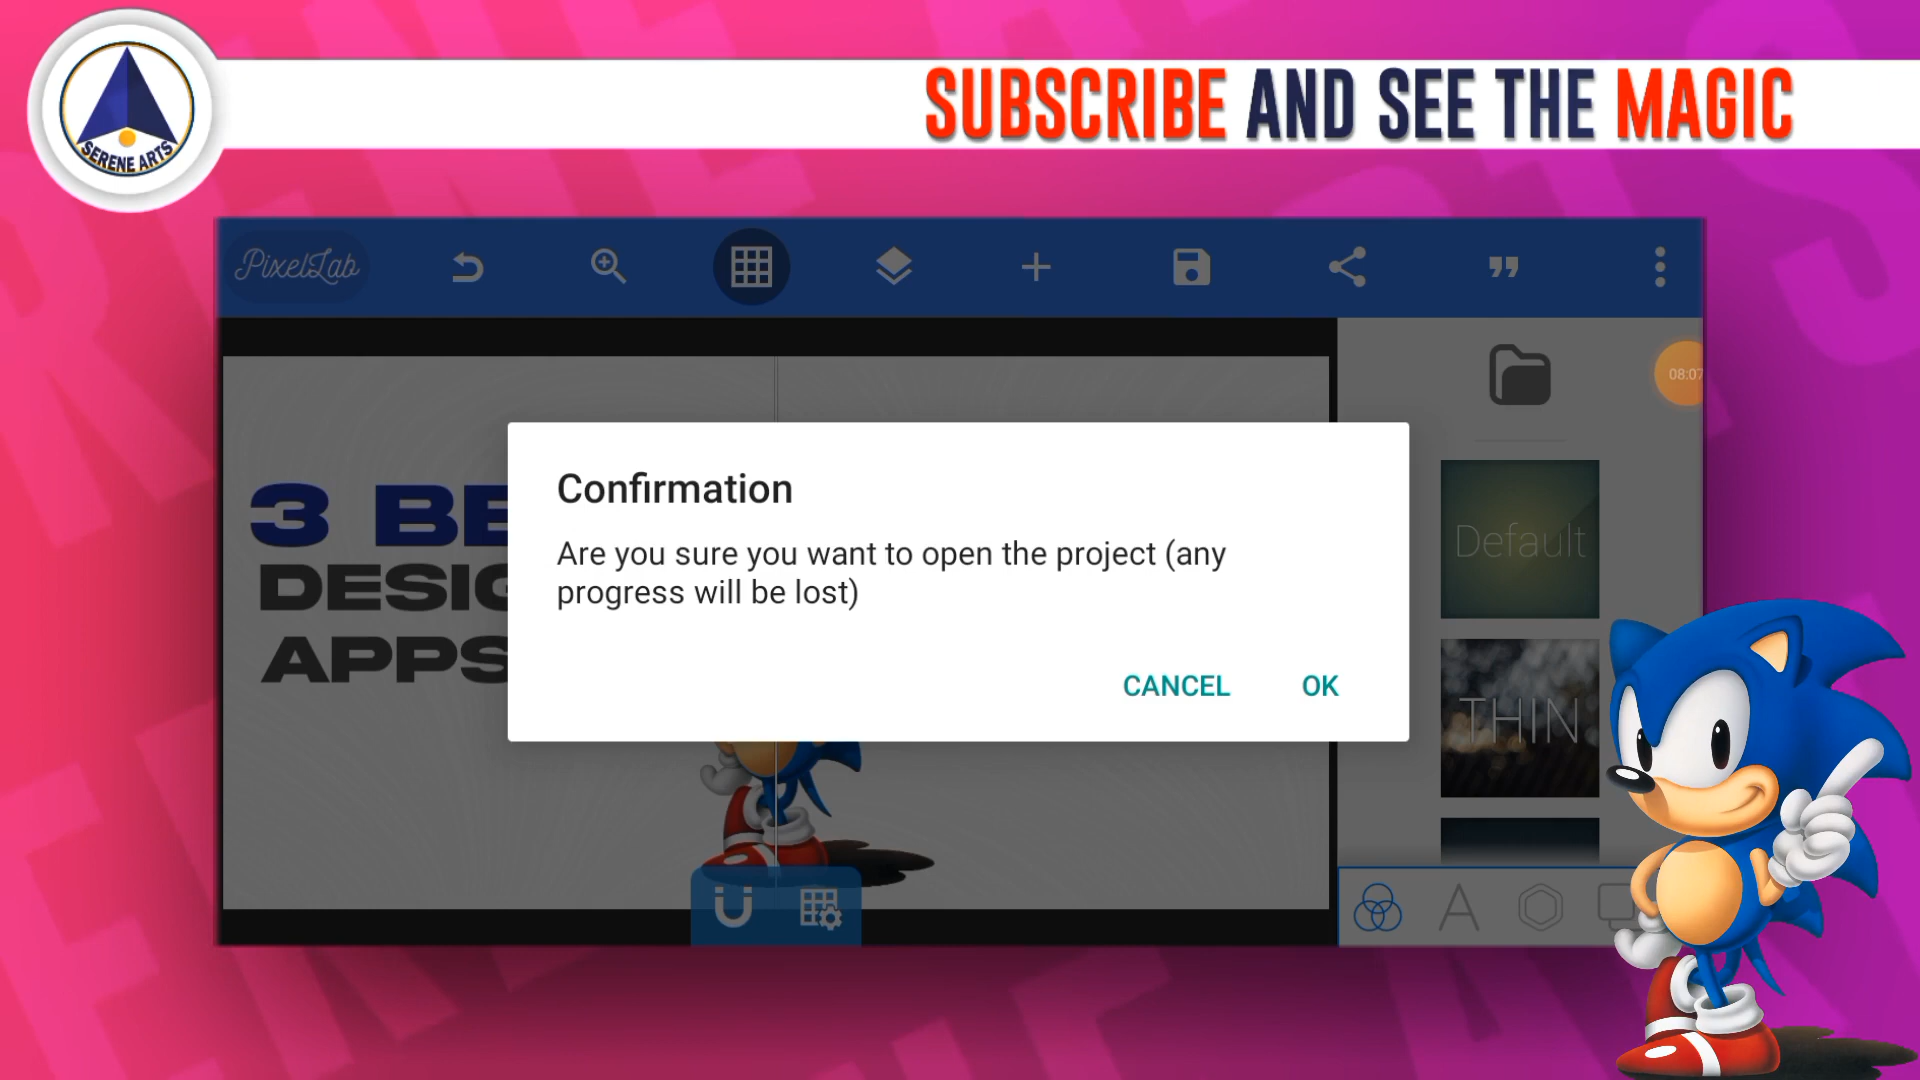 SUBSCRIBE AND SEE THE MAGIC
SERENE ARTS
PixelLab
08:07
3 BE
DESIG
APPS
Confirmation
Are you sure you want to open the project (any
progress will be lost)
CANCEL OK
Default
THIN